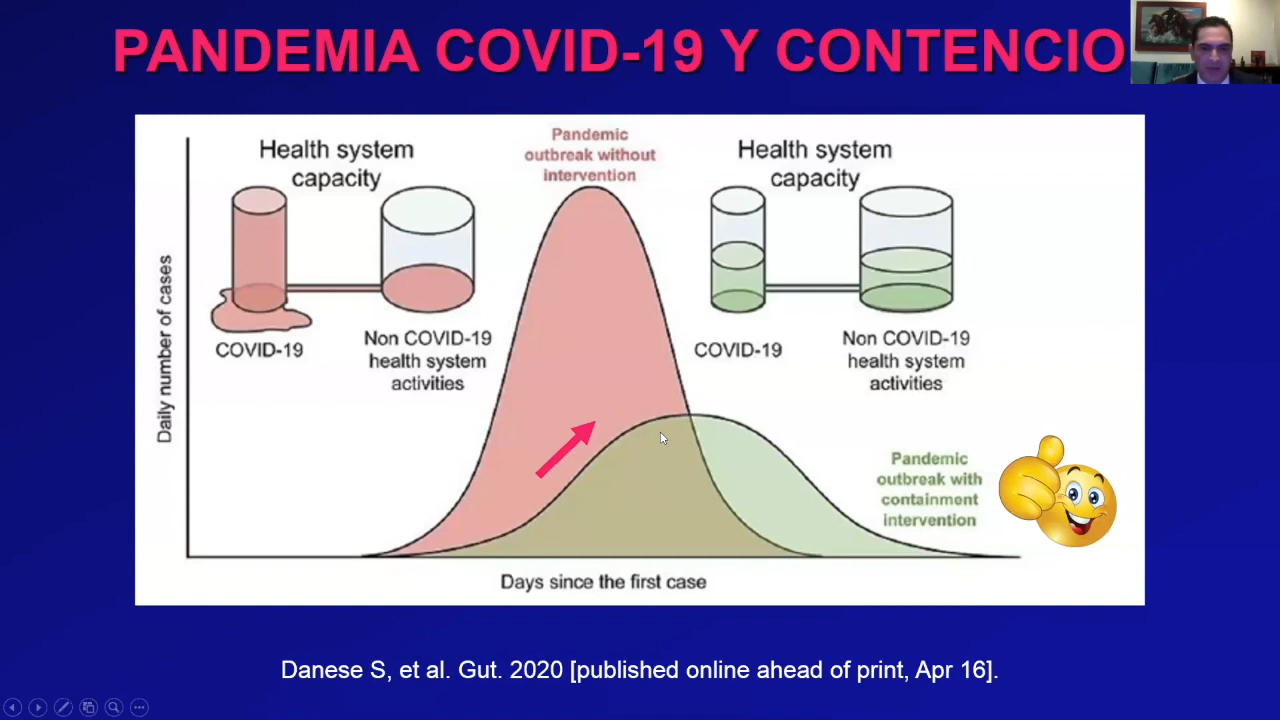 PANDEMIA COVID-19 Y CONTENCIO
Pandemic
outbreak without
intervention
Health system
capacity
Health system
capacity
Daily number of cases
COVID-19
Non COVID-19
health system
activities
COVID-19
Non COVID-19
health system
activities
Pandemic
outbreak with
containment
intervention
Days since the first case
Danese S, et al. Gut. 2020 [published online ahead of print, Apr 16].